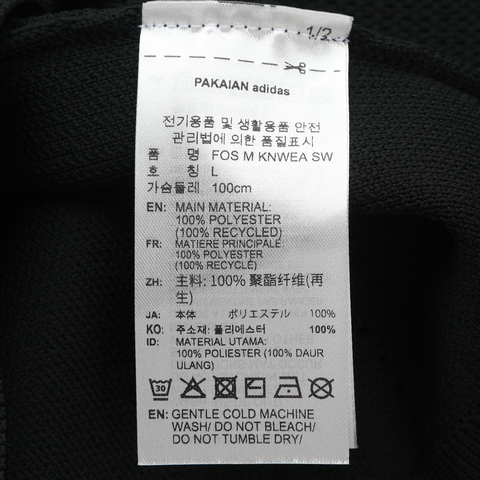 1/2
PAKAIAN adidas
전기용품 및 생활용품 안전
관리법에 의한 품질표시
품 명 FOS M KNWEA SW
호 칭 L
가슴둘레 100cm
EN: MAIN MATERIAL:
100% POLYESTER
(100% RECYCLED)
FR: MATIERE PRINCIPALE:
100% POLYESTER
(100% RECYCLÉ)
ZH: 主料: 100% 聚酯纤维(再
生)
JA: 本体 ポリエステル 100%
KO: 주소재: 폴리에스터 100%
ID: MATERIAL UTAMA:
100% POLIESTER (100% DAUR
ULANG)
30
EN: GENTLE COLD MACHINE
WASH/ DO NOT BLEACH/
DO NOT TUMBLE DRY/